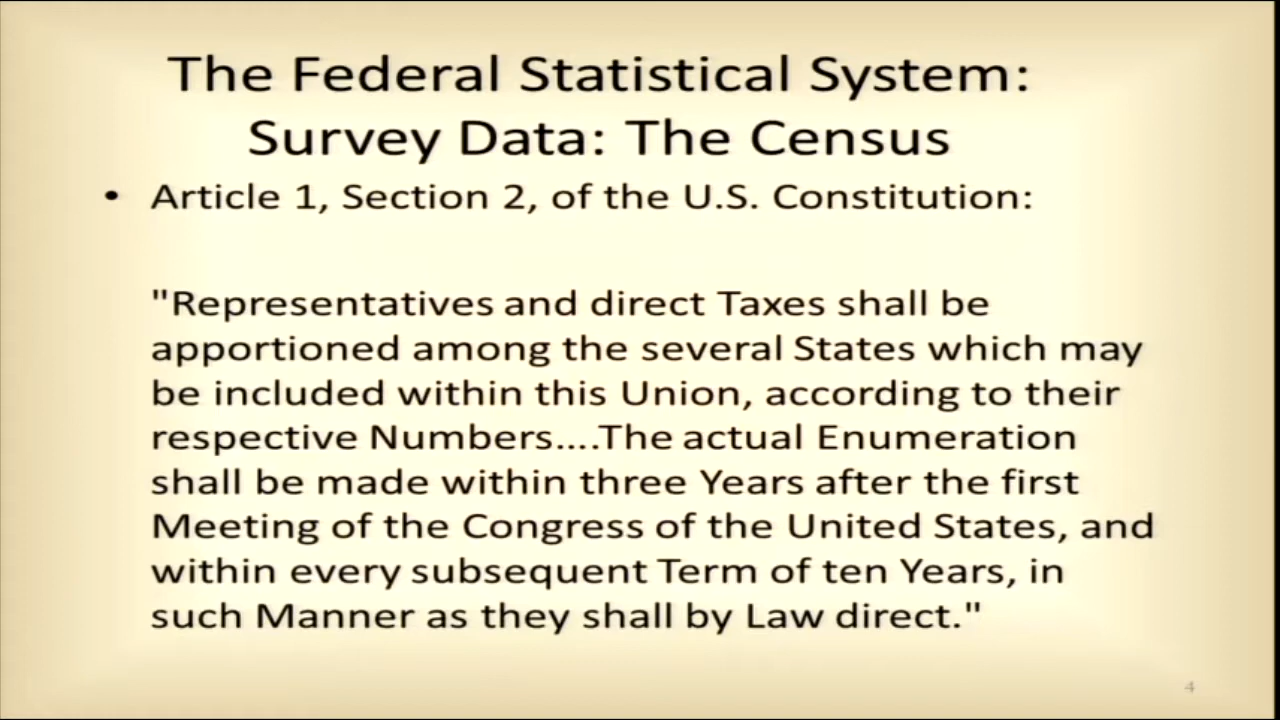 The Federal Statistical System:
Survey Data: The Census
• Article 1, Section 2, of the U.S. Constitution:
"Representatives and direct Taxes shall be
apportioned among the several States which may
be included within this Union, according to their
respective Numbers....The actual Enumeration
shall be made within three Years after the first
Meeting of the Congress of the United States, and
within every subsequent Term of ten Years, in
such Manner as they shall by Law direct."
4